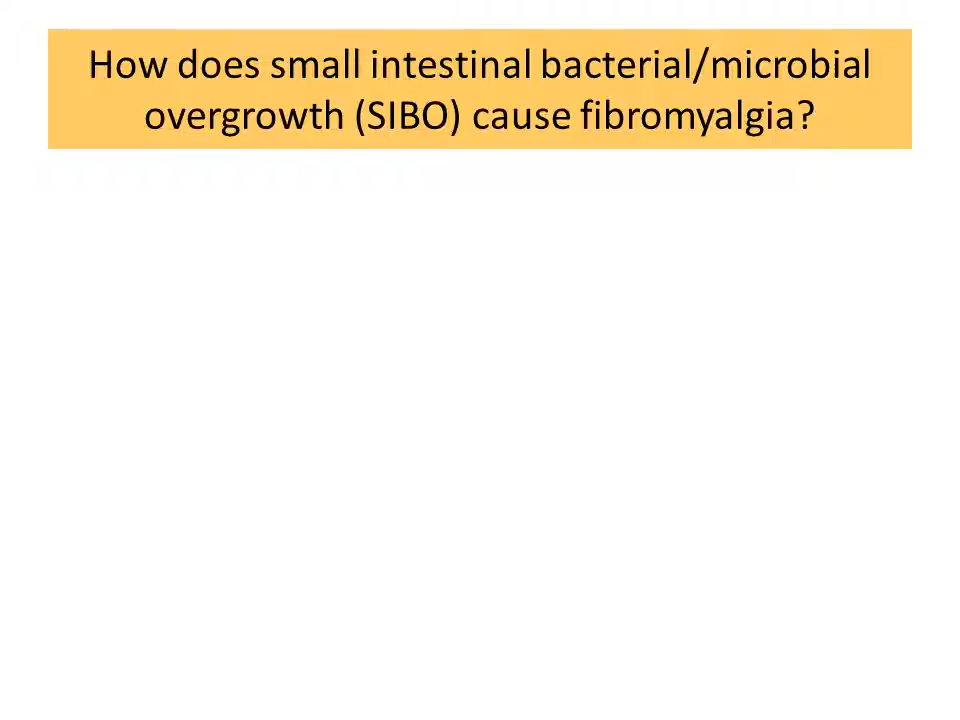 How does small intestinal bacterial/microbial
overgrowth (SIBO) cause fibromyalgia?